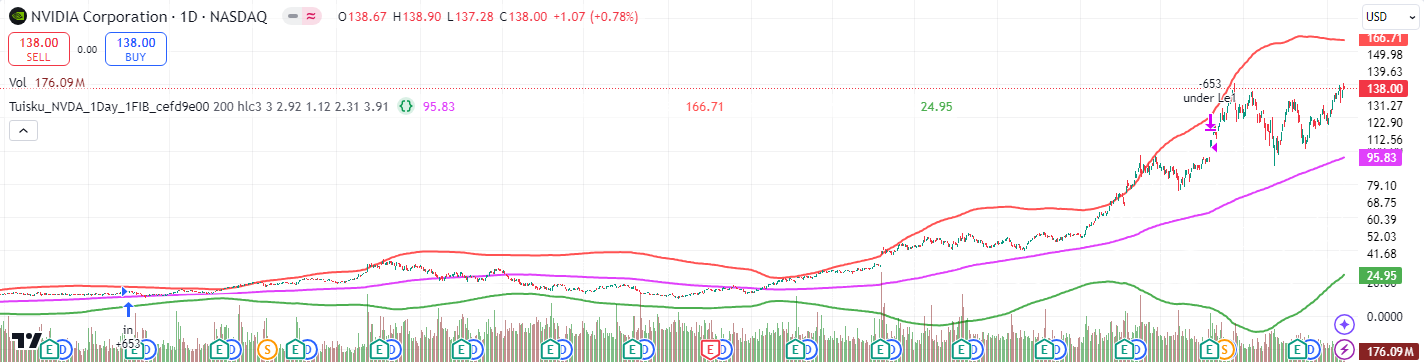 NVIDIA Corporation · 1D · NASDAQ O138.67 H138.90 L137.28 C138.00 +1.07 (+0.78%)
USD
138.00 SELL 0.00 138.00 BUY
Vol 176.09M
Tuisku_NVDA_1Day_1FIB_cefd9e00 200 hlc3 3 2.92 1.12 2.31 3.91 95.83 166.71 24.95
-653
under Le
in
+653
166.71
149.98
139.63
138.00
131.27
122.90
112.56
95.83
79.10
68.75
60.39
52.03
41.68
24.95
0.0000
176.09M
E D E D S E D E D E D E D E D E D E D E D E D E D E D E D E S E D